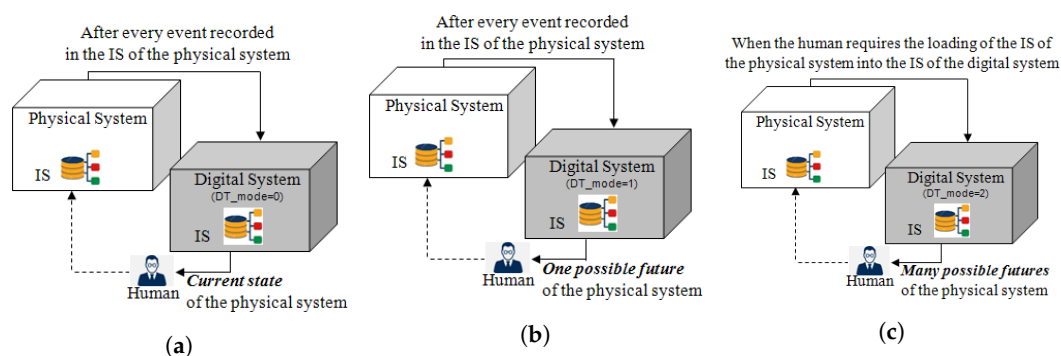 After every event recorded
in the IS of the physical system
Physical System
IS
Digital System
(DT_mode=0)
IS
Human
Current state
of the physical system
(a)
After every event recorded
in the IS of the physical system
Physical System
IS
Digital System
(DT_mode=1)
IS
Human
One possible future
of the physical system
(b)
When the human requires the loading of the IS of
the physical system into the IS of the digital system
Physical System
IS
Digital System
(DT_mode=2)
IS
Human
Many possible futures
of the physical system
(c)